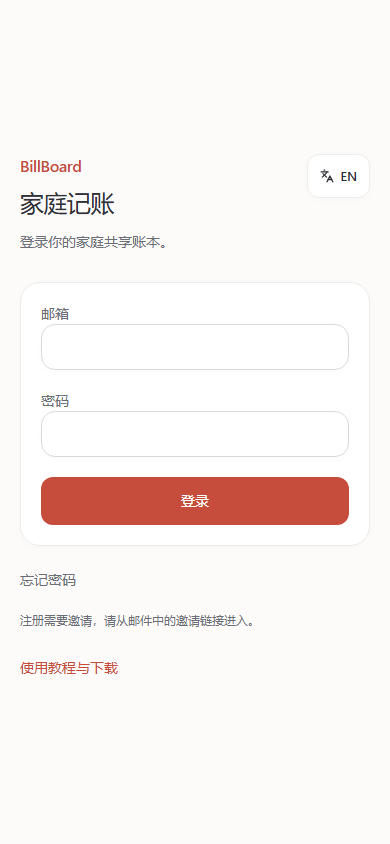 BillBoard
EN
家庭记账
登录你的家庭共享账本。
邮箱
密码
登录
忘记密码
注册需要邀请，请从邮件中的邀请链接进入。
使用教程与下载